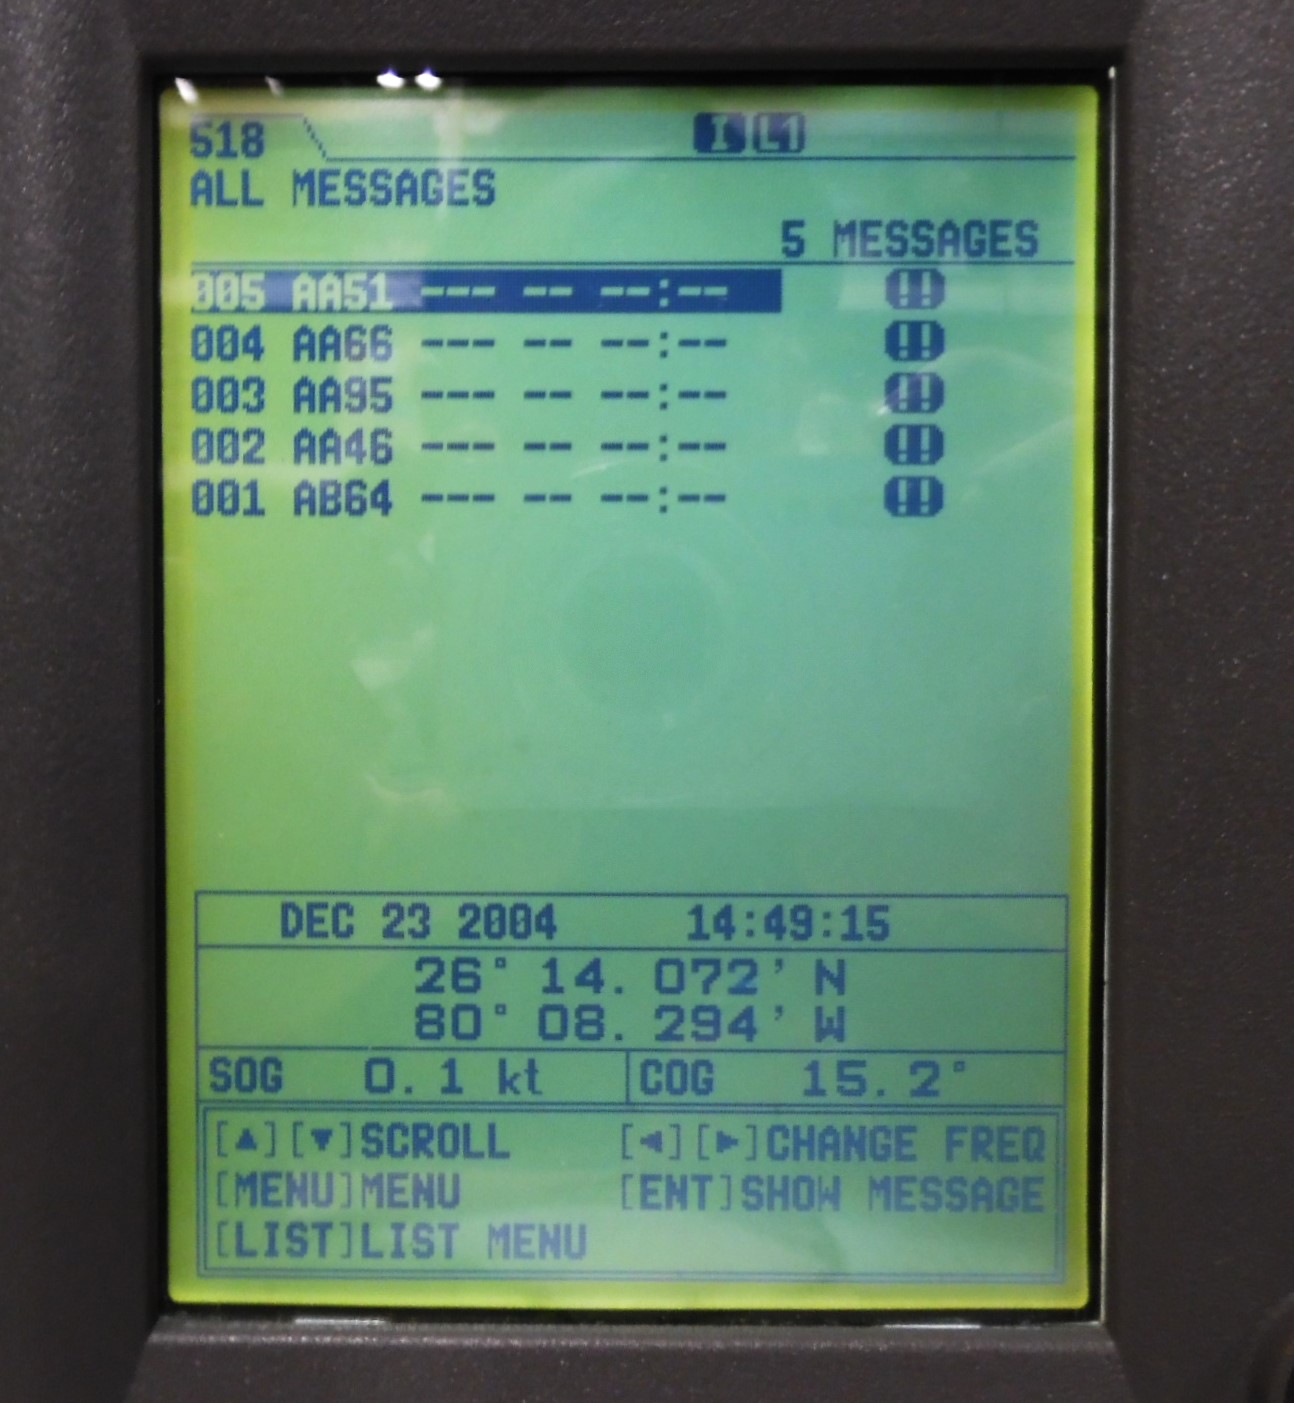 518 I L1
ALL MESSAGES
5 MESSAGES
005 AA51 --- -- --:-- !!
004 AA66 --- -- --:-- !!
003 AA95 --- -- --:-- !!
002 AA46 --- -- --:-- !!
001 AB64 --- -- --:-- !!
DEC 23 2004 14:49:15
26° 14. 072' N
80° 08. 294' W
SOG 0. 1 kt COG 15. 2°
[▲][▼]SCROLL [◄][►]CHANGE FREQ
[MENU]MENU [ENT]SHOW MESSAGE
[LIST]LIST MENU